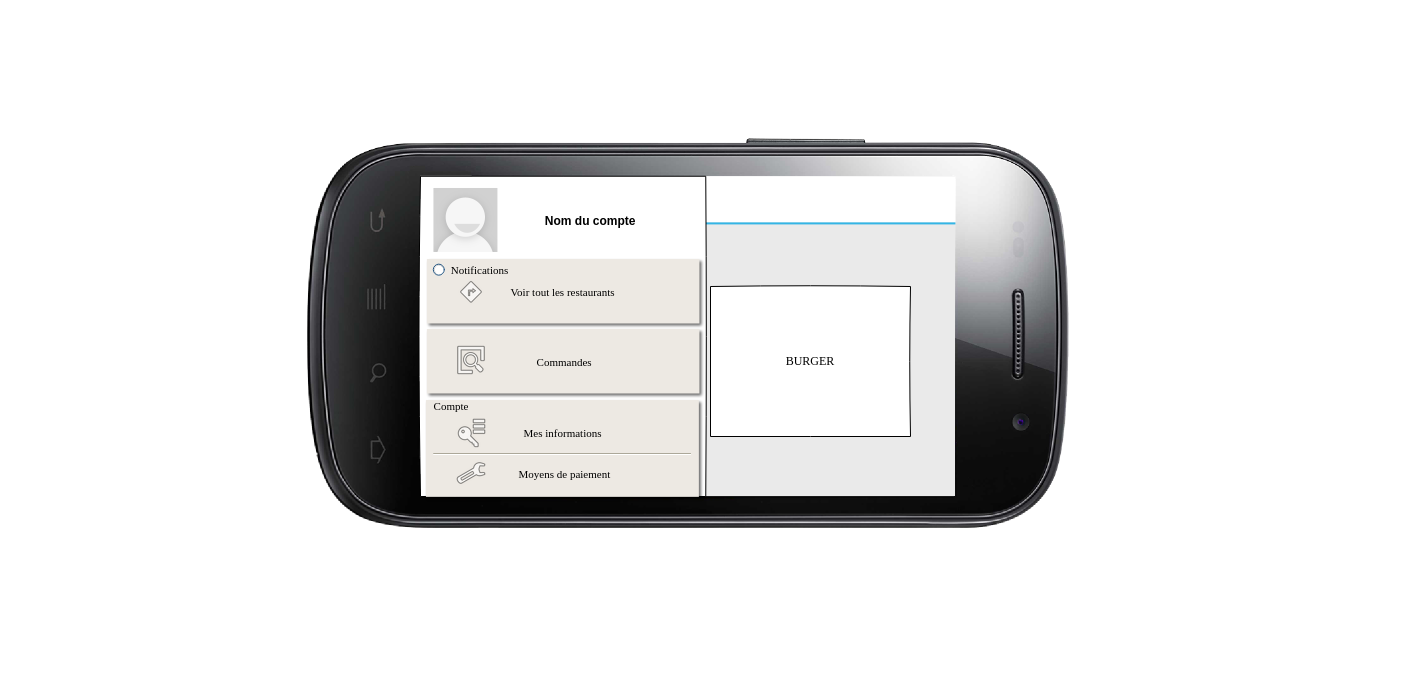 Nom du compte
Notifications
Voir tout les restaurants
Commandes
Compte
Mes informations
Moyens de paiement
BURGER